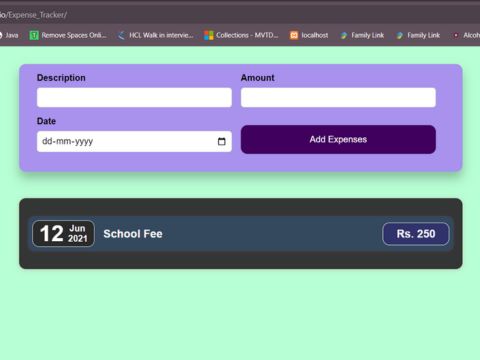 io/Expense_Tracker/
Java
Remove Spaces Onli...
HCL Walk in intervie...
Collections - MVTD...
localhost
Family Link
Family Link
Alcoh
Description
Amount
Date
dd-mm-yyyy
Add Expenses
12
Jun
2021
School Fee
Rs. 250